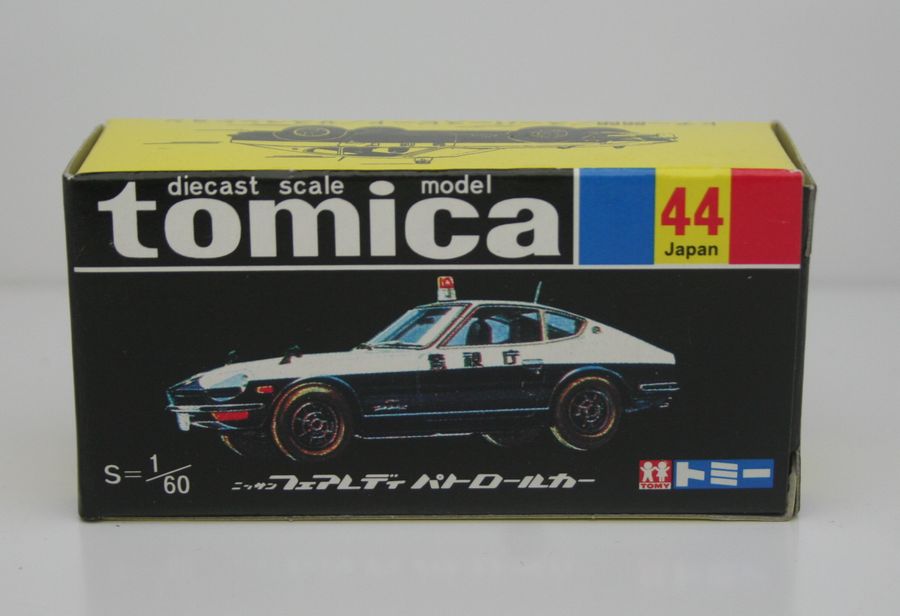 diecast scale model
tomica
44
Japan
警視庁
S=1/60
ニッサン フェアレディ パトロールカー
TOMY
トミー